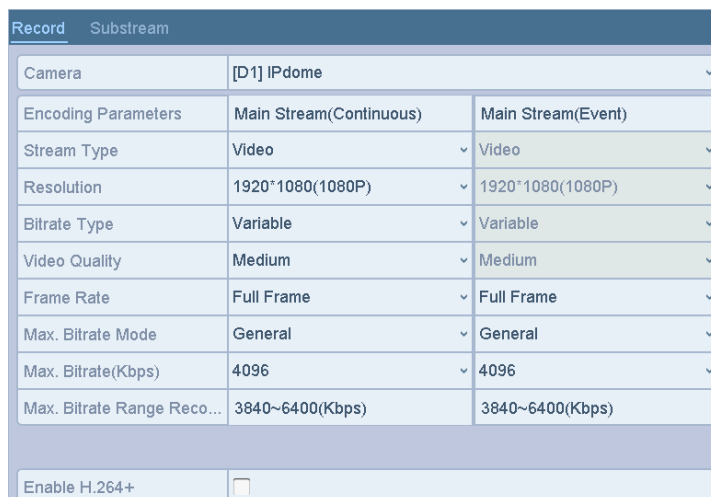 Record Substream
Camera [D1] IPdome
Encoding Parameters Main Stream(Continuous) Main Stream(Event)
Stream Type Video Video
Resolution 1920*1080(1080P) 1920*1080(1080P)
Bitrate Type Variable Variable
Video Quality Medium Medium
Frame Rate Full Frame Full Frame
Max. Bitrate Mode General General
Max. Bitrate(Kbps) 4096 4096
Max. Bitrate Range Reco... 3840~6400(Kbps) 3840~6400(Kbps)
Enable H.264+